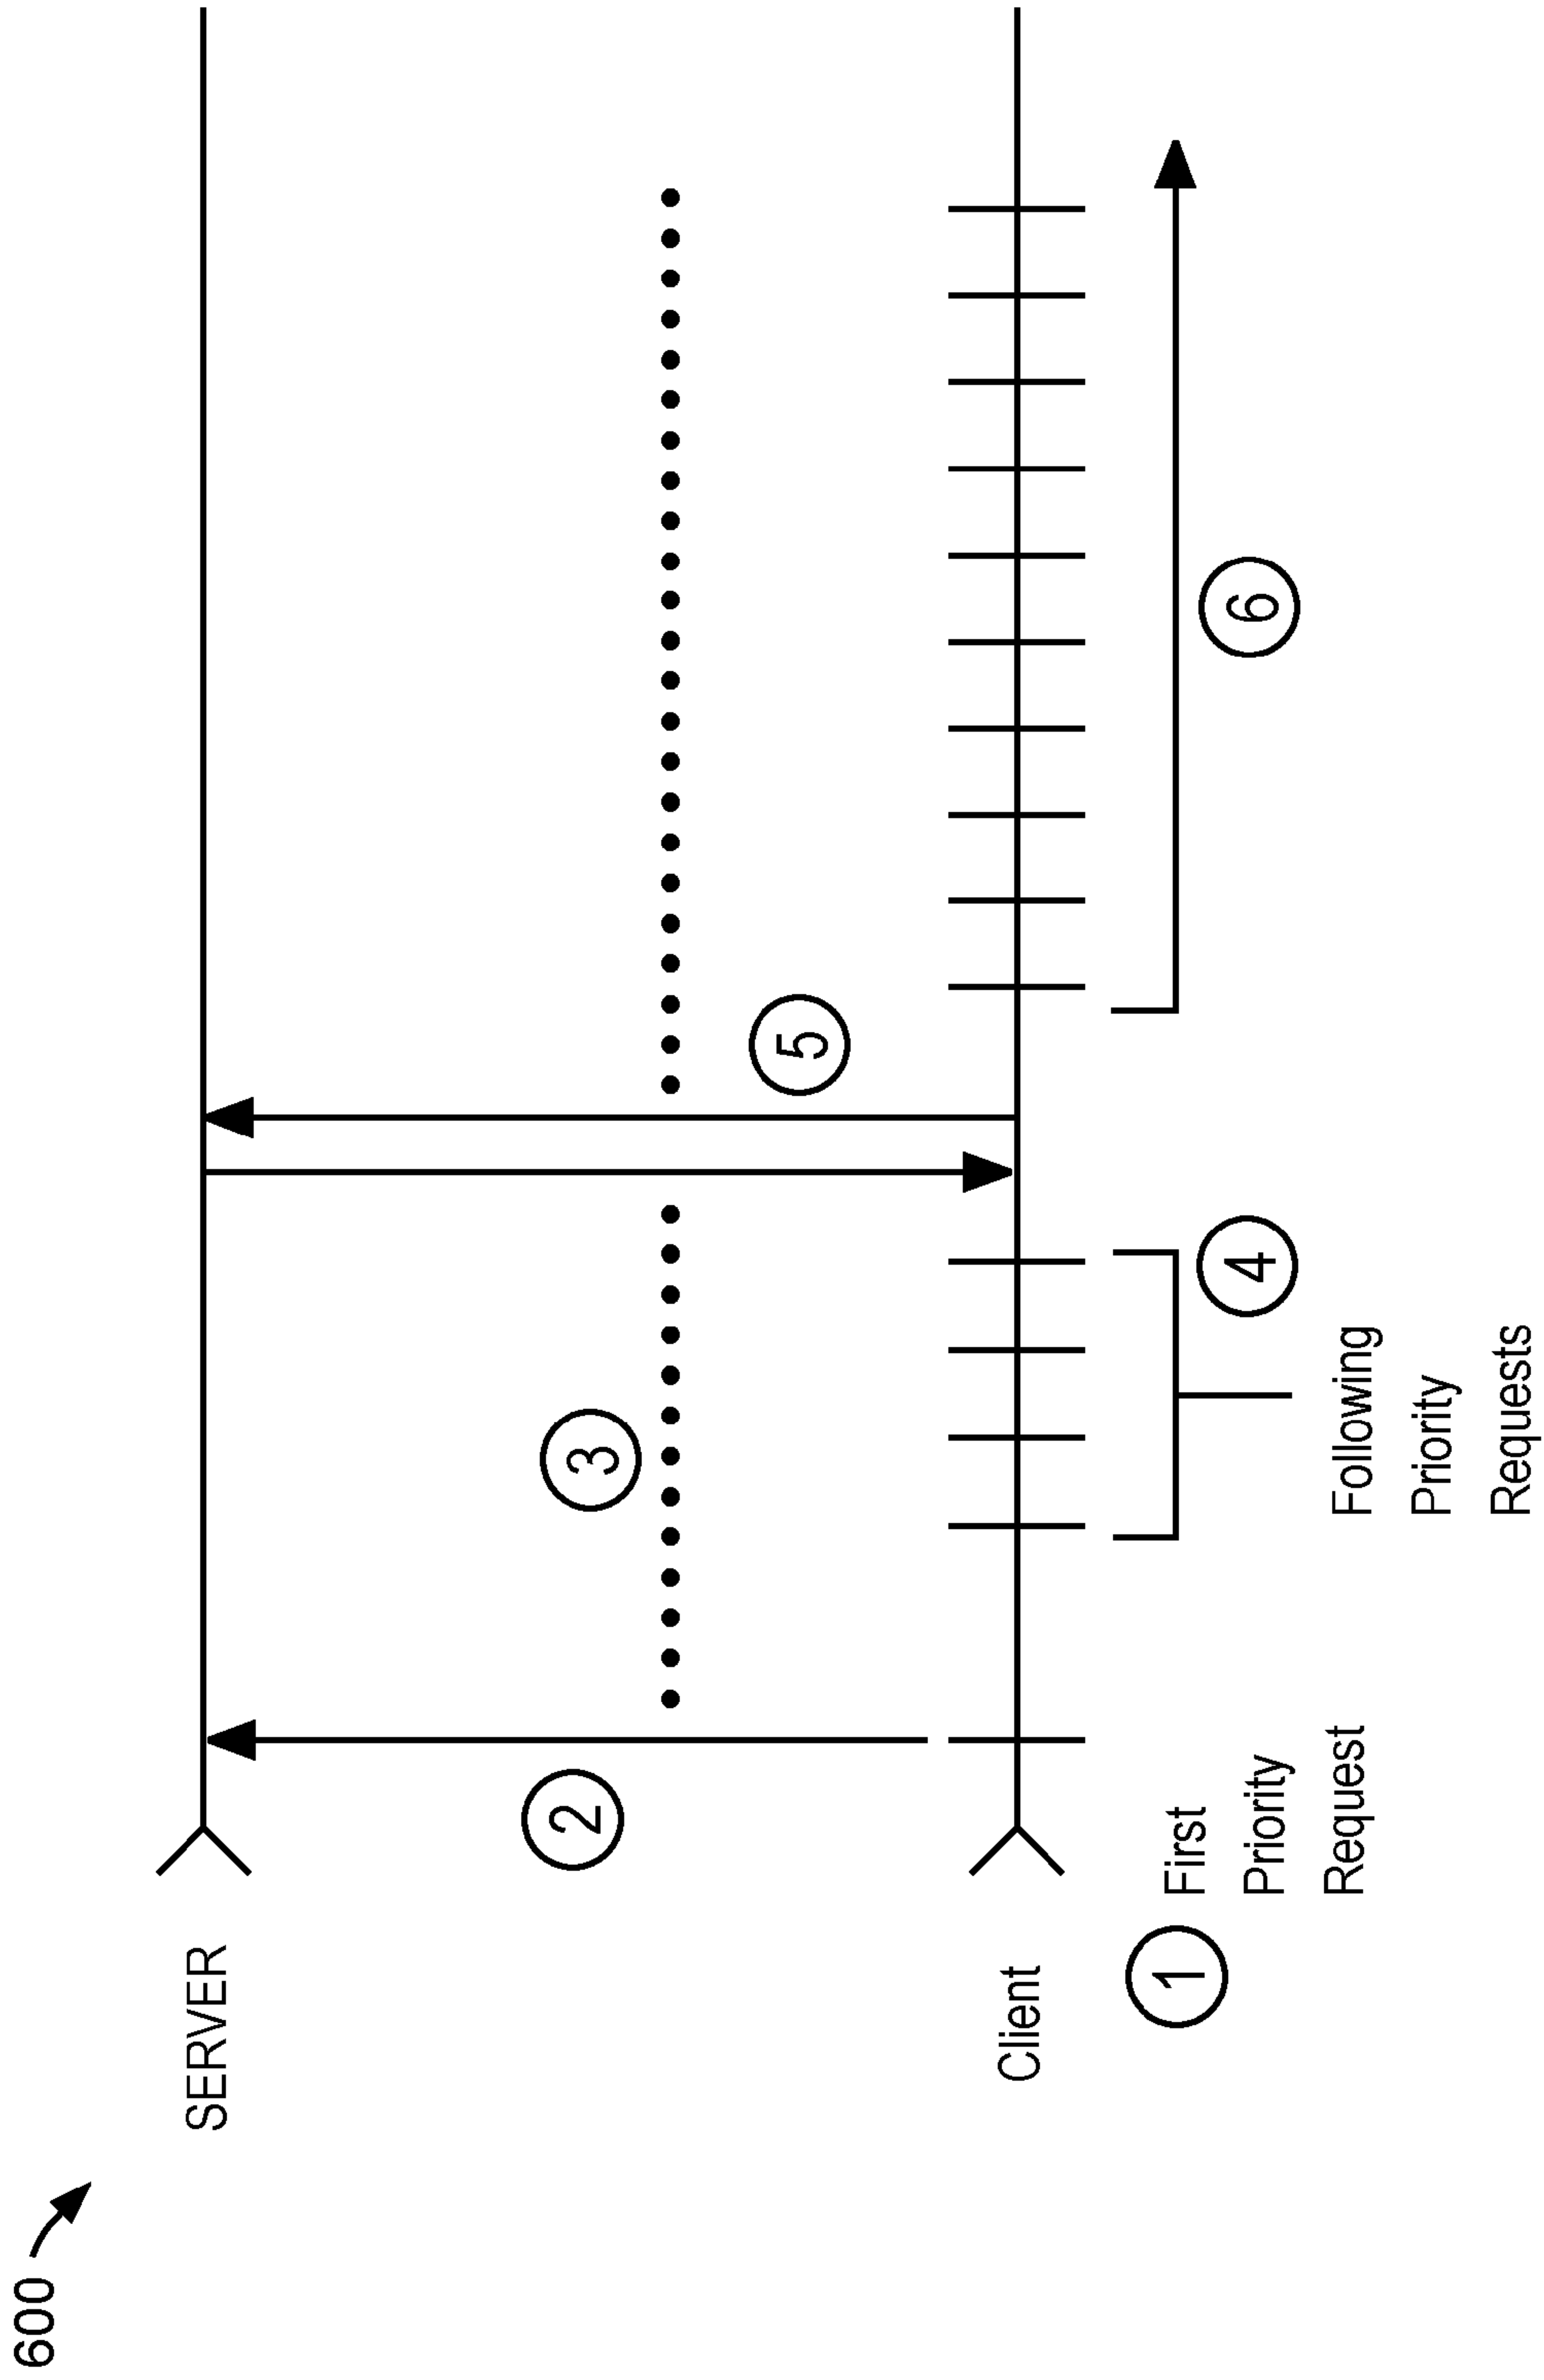 600
SERVER
Client
2
3
5
1
First
Priority
Request
4
Following
Priority
Requests
6